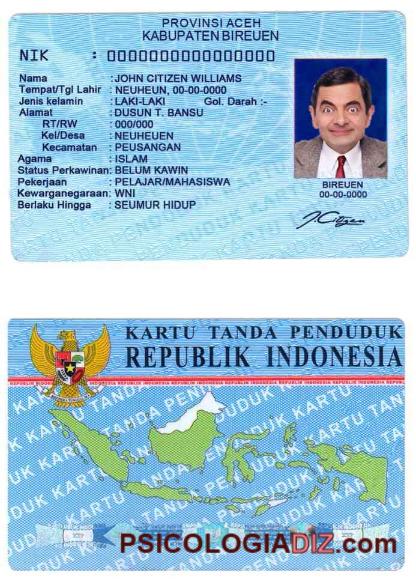 PROVINSI ACEH
KABUPATEN BIREUEN
NIK : 0000000000000000
Nama : JOHN CITIZEN WILLIAMS
Tempat/Tgl Lahir : NEUHEUN, 00-00-0000
Jenis kelamin : LAKI-LAKI Gol. Darah :-
Alamat : DUSUN T. BANSU
RT/RW : 000/000
Kel/Desa : NEUHEUEN
Kecamatan : PEUSANGAN
Agama : ISLAM
Status Perkawinan: BELUM KAWIN
Pekerjaan : PELAJAR/MAHASISWA
Kewarganegaraan: WNI
Berlaku Hingga : SEUMUR HIDUP
BIREUEN
00-00-0000
J. Citizen
KARTU TANDA PENDUDUK
REPUBLIK INDONESIA
PSICOLOGIADIZ.com